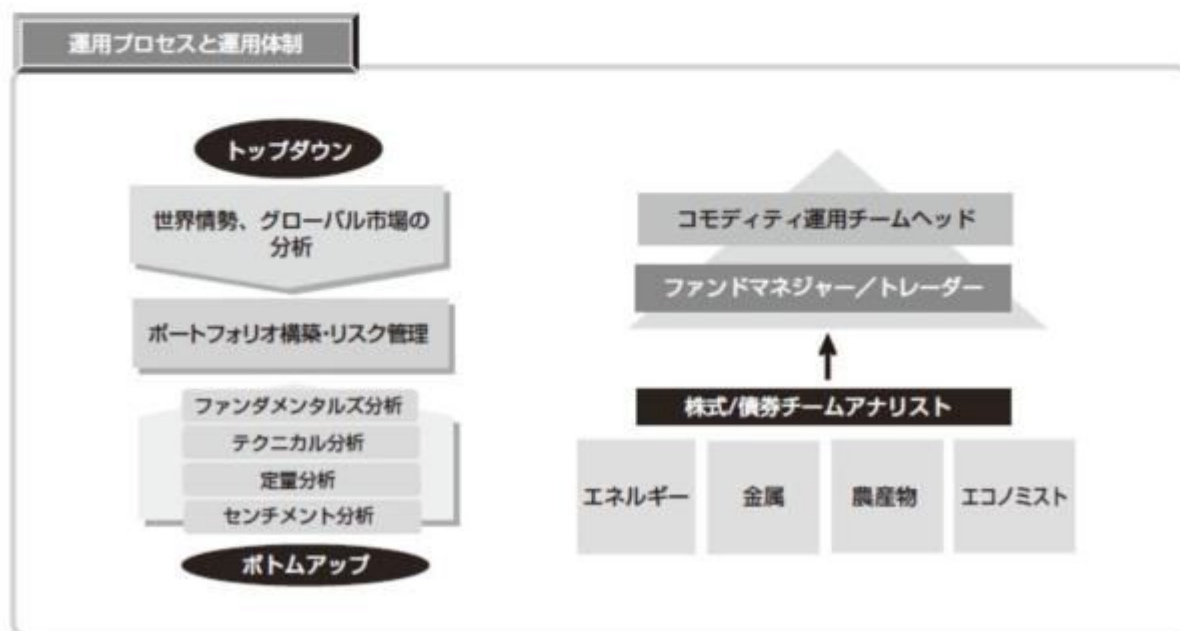 運用プロセスと運用体制
トップダウン
世界情勢、グローバル市場の
分析
ポートフォリオ構築・リスク管理
ファンダメンタルズ分析
テクニカル分析
定量分析
センチメント分析
ボトムアップ
コモディティ運用チームヘッド
ファンドマネジャー／トレーダー
株式/債券チームアナリスト
エネルギー
金属
農産物
エコノミスト